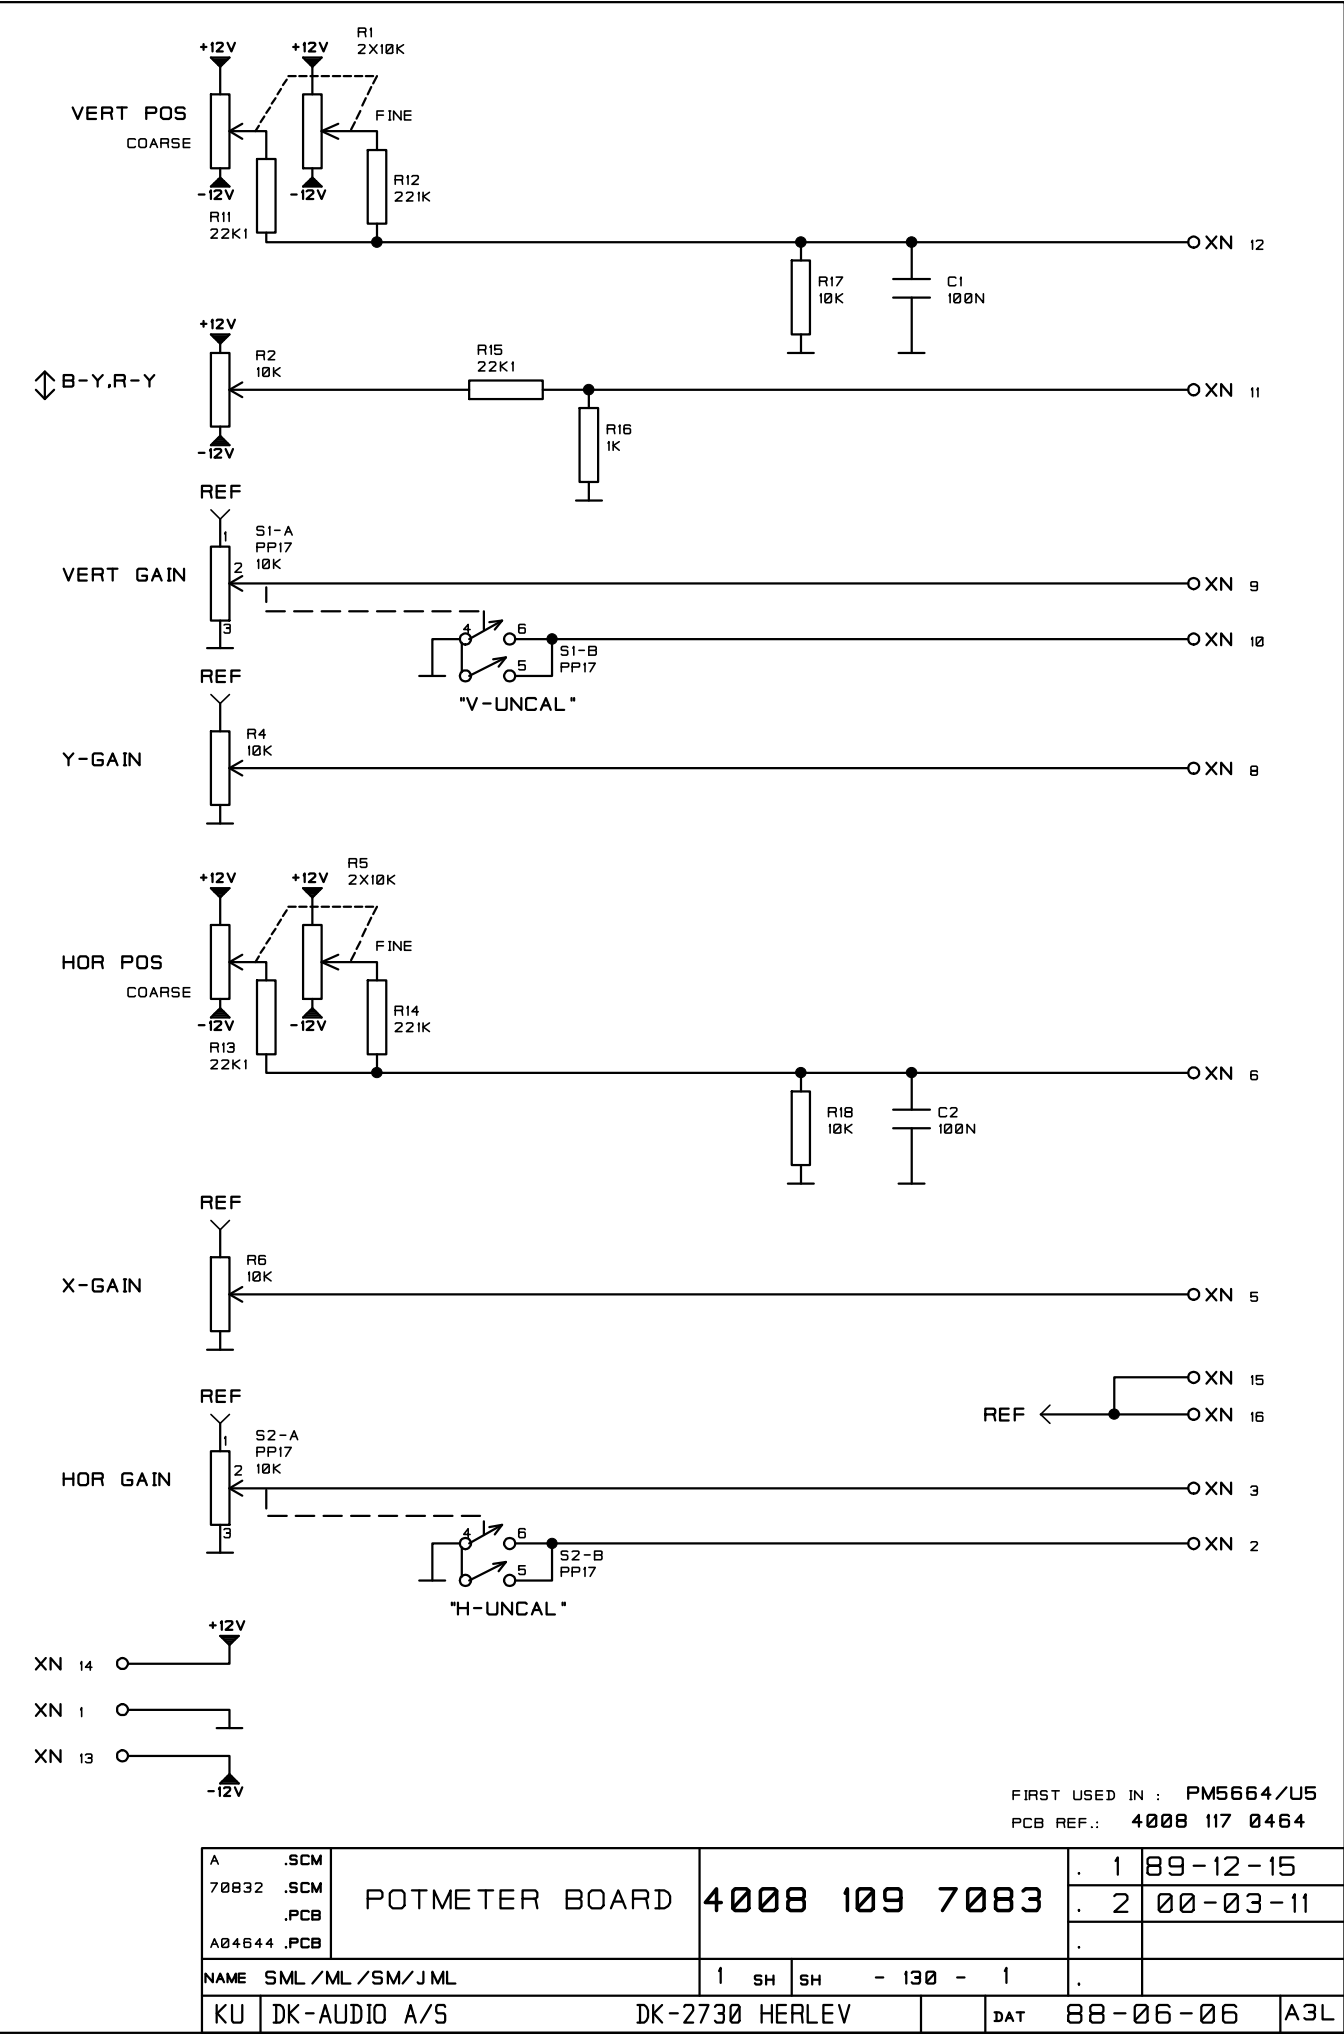 R1
+12V +12V 2X10K
VERT POS
FINE
COARSE
R12
-12V -12V 221K
R11
22K1
XN 12
R17 C1
10K 100N
+12V
R2 R15
10K 22K1
B-Y,R-Y
XN 11
R16
1K
-12V
REF
1 S1-A
PP17
2 10K
VERT GAIN
XN 9
3
4 6
XN 10
S1-B
5 PP17
REF
"V-UNCAL"
R4
10K
Y-GAIN
XN 8
R5
+12V +12V 2X10K
FINE
HOR POS
COARSE
R14
-12V -12V 221K
R13
22K1
XN 6
R18 C2
10K 100N
REF
R6
10K
X-GAIN
XN 5
XN 15
REF
REF XN 16
1 S2-A
PP17
2 10K
HOR GAIN
XN 3
3
4 6
XN 2
S2-B
5 PP17
"H-UNCAL"
+12V
XN 14
XN 1
XN 13
-12V
FIRST USED IN : PM5664/U5
PCB REF.: 4008 117 0464
A .SCM
70832 .SCM
.PCB
A04644 .PCB
POTMETER BOARD
4008 109 7083
. 1 89-12-15
. 2 00-03-11
.
.
NAME SML/ML/SM/JML
1 SH SH - 130 - 1
KU DK-AUDIO A/S DK-2730 HERLEV
DAT 88-06-06 A3L